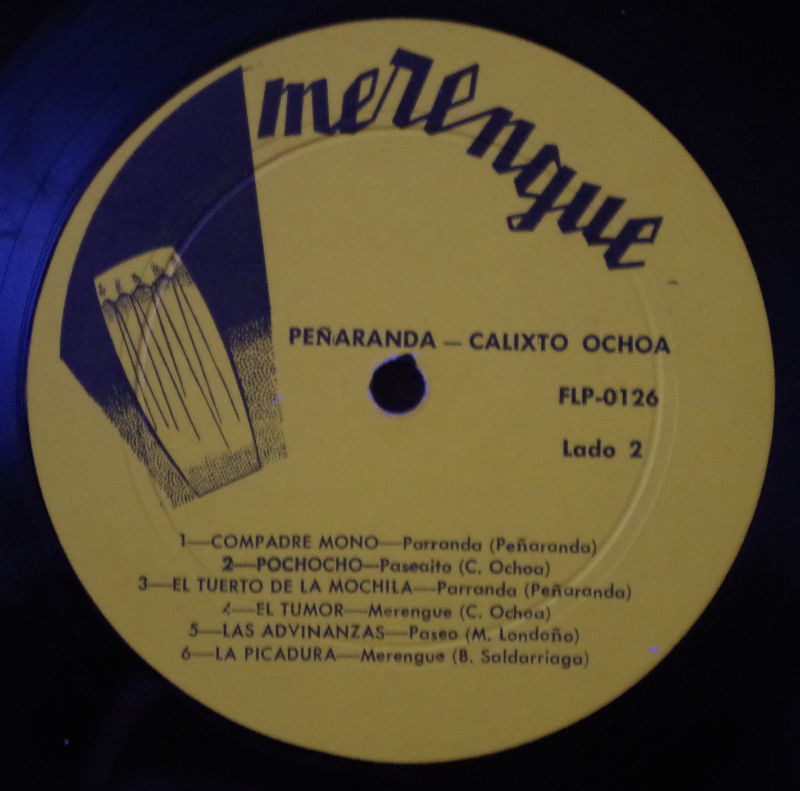 merengue
PEÑARANDA — CALIXTO OCHOA
FLP-0126
Lado 2
1—COMPADRE MONO—Parranda (Peñaranda)
2—POCHOCHO—Paseaito (C. Ochoa)
3—EL TUERTO DE LA MOCHILA—Parranda (Peñaranda)
4—EL TUMOR—Merengue (C. Ochoa)
5—LAS ADVINANZAS—Paseo (M. Londoño)
6—LA PICADURA—Merengue (B. Saldarriaga)